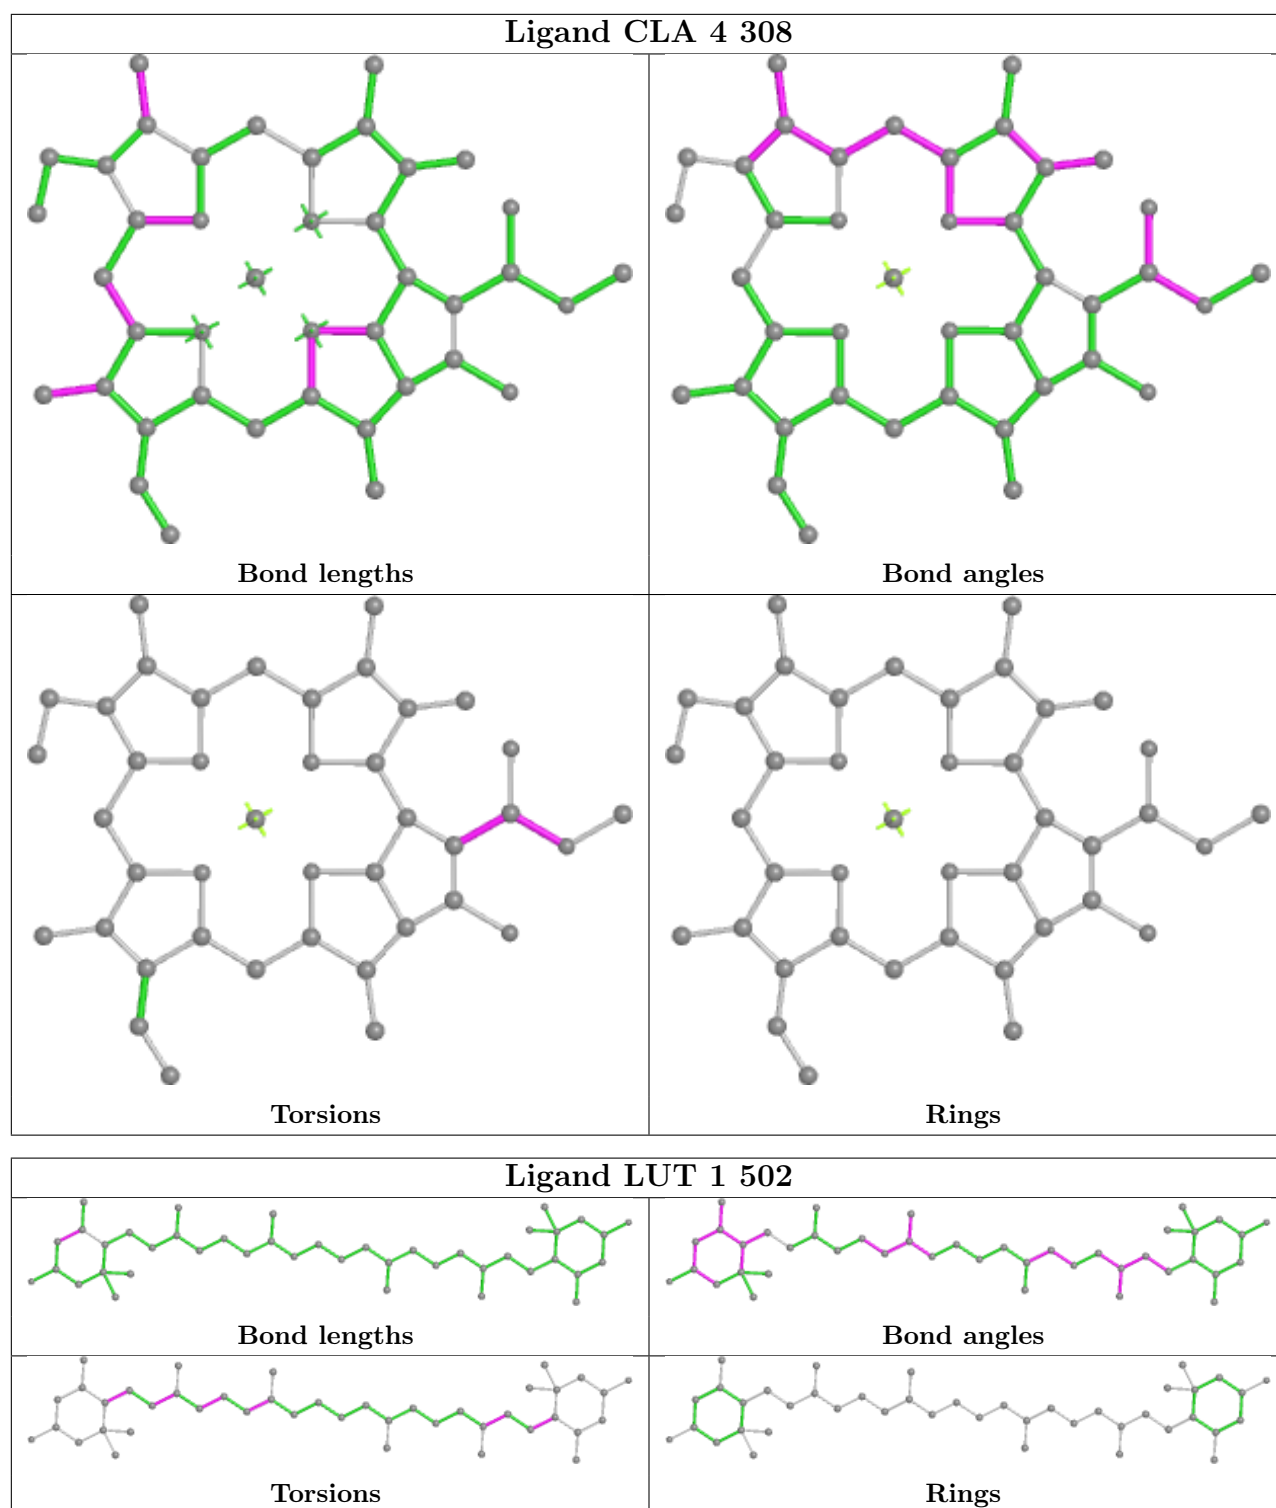 Ligand CLA 4 308
Bond lengths
Bond angles
Torsions
Rings
Ligand LUT 1 502
Bond lengths
Bond angles
Torsions
Rings